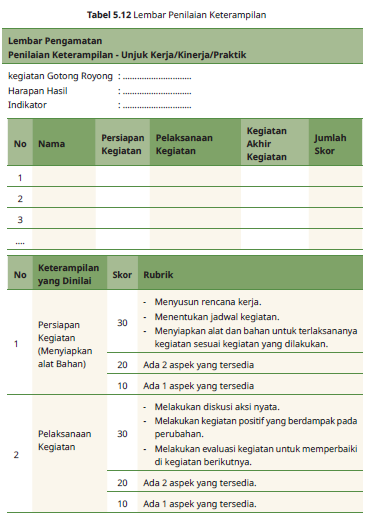 Tabel 5.12 Lembar Penilaian Keterampilan
Lembar Pengamatan
Penilaian Keterampilan - Unjuk Kerja/Kinerja/Praktik
kegiatan Gotong Royong : .............................
Harapan Hasil : .............................
Indikator : .............................
No Nama Persiapan Kegiatan Pelaksanaan Kegiatan Kegiatan Akhir Kegiatan Jumlah Skor
1
2
3
....
No Keterampilan yang Dinilai Skor Rubrik
1 Persiapan Kegiatan (Menyiapkan alat Bahan)
30
- Menyusun rencana kerja.
- Menentukan jadwal kegiatan.
- Menyiapkan alat dan bahan untuk terlaksananya
kegiatan sesuai kegiatan yang dilakukan.
20 Ada 2 aspek yang tersedia
10 Ada 1 aspek yang tersedia
2 Pelaksanaan Kegiatan
30
- Melakukan diskusi aksi nyata.
- Melakukan kegiatan positif yang berdampak pada
perubahan.
- Melakukan evaluasi kegiatan untuk memperbaiki
di kegiatan berikutnya.
20 Ada 2 aspek yang tersedia.
10 Ada 1 aspek yang tersedia.